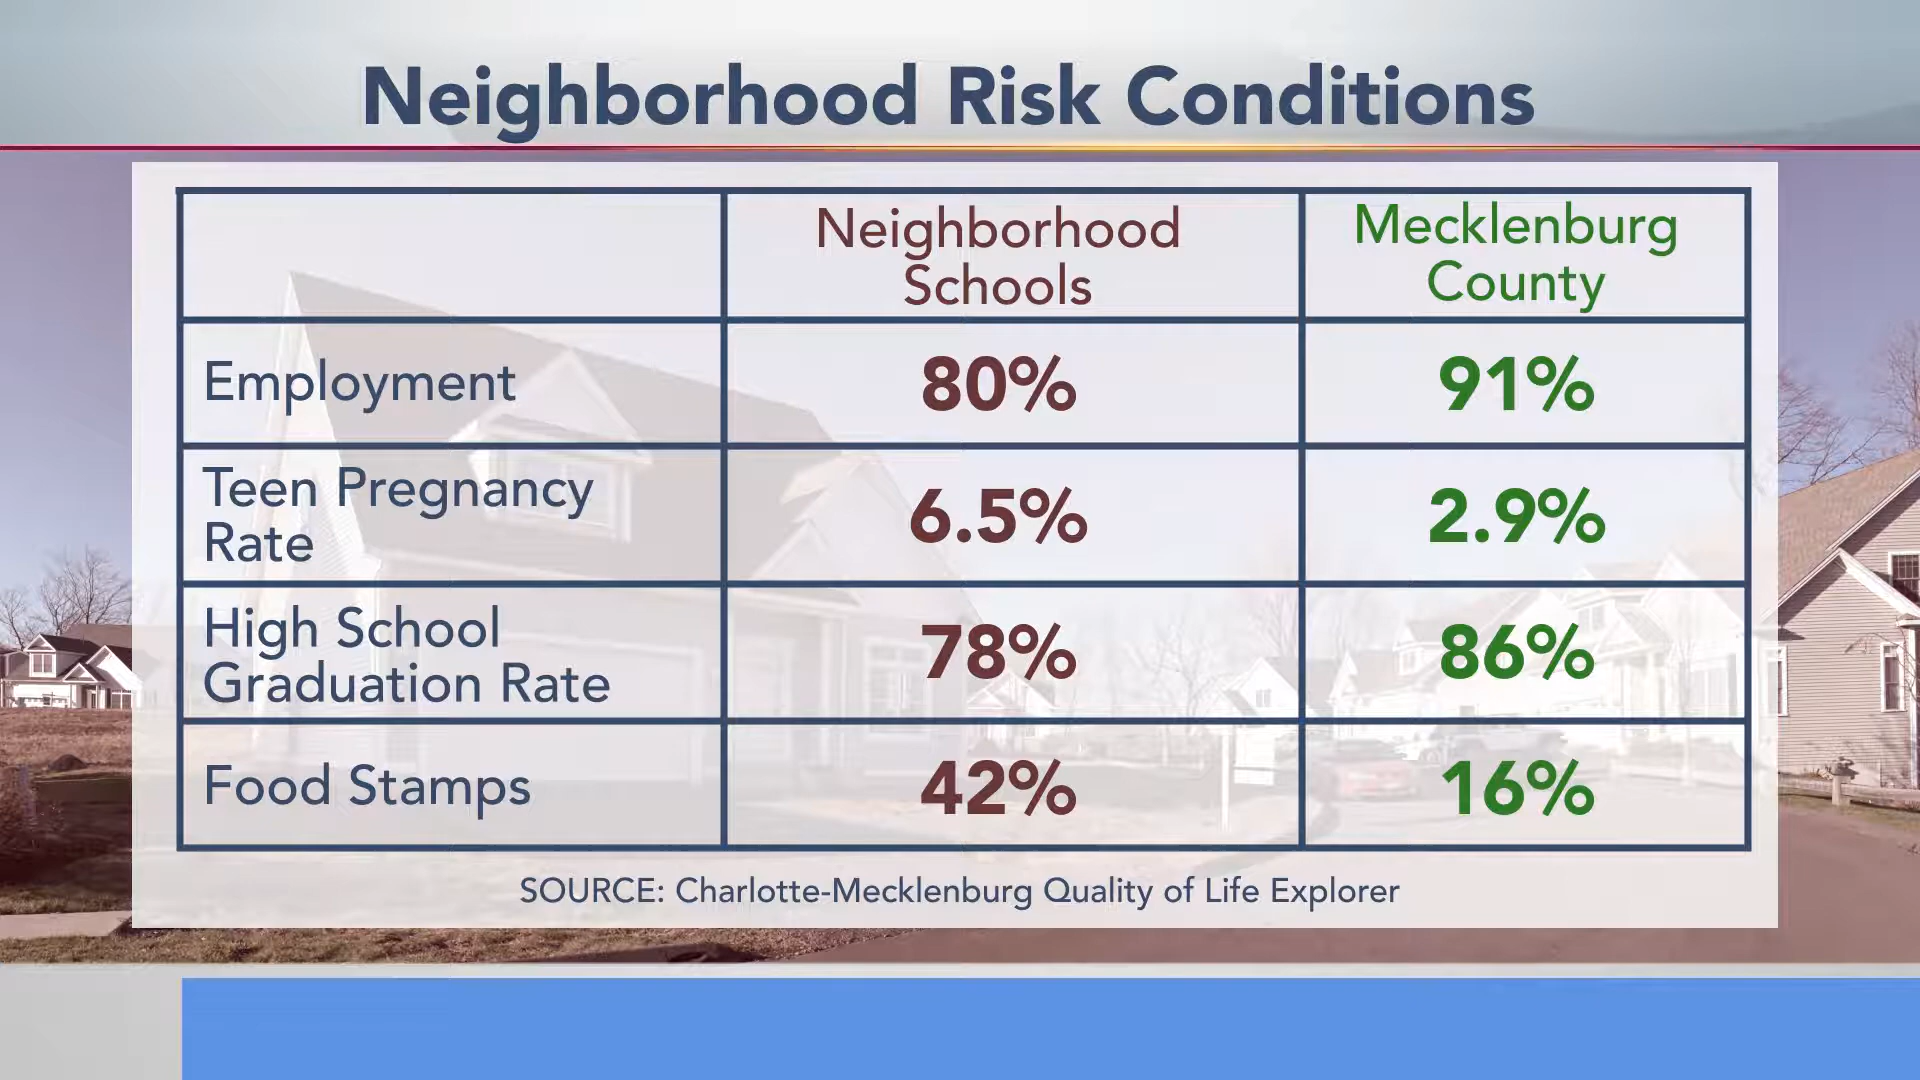 Neighborhood Risk Conditions
Neighborhood
Schools
Mecklenburg
County
Employment
80%
91%
Teen Pregnancy
Rate
6.5%
2.9%
High School
Graduation Rate
78%
86%
Food Stamps
42%
16%
SOURCE: Charlotte-Mecklenburg Quality of Life Explorer